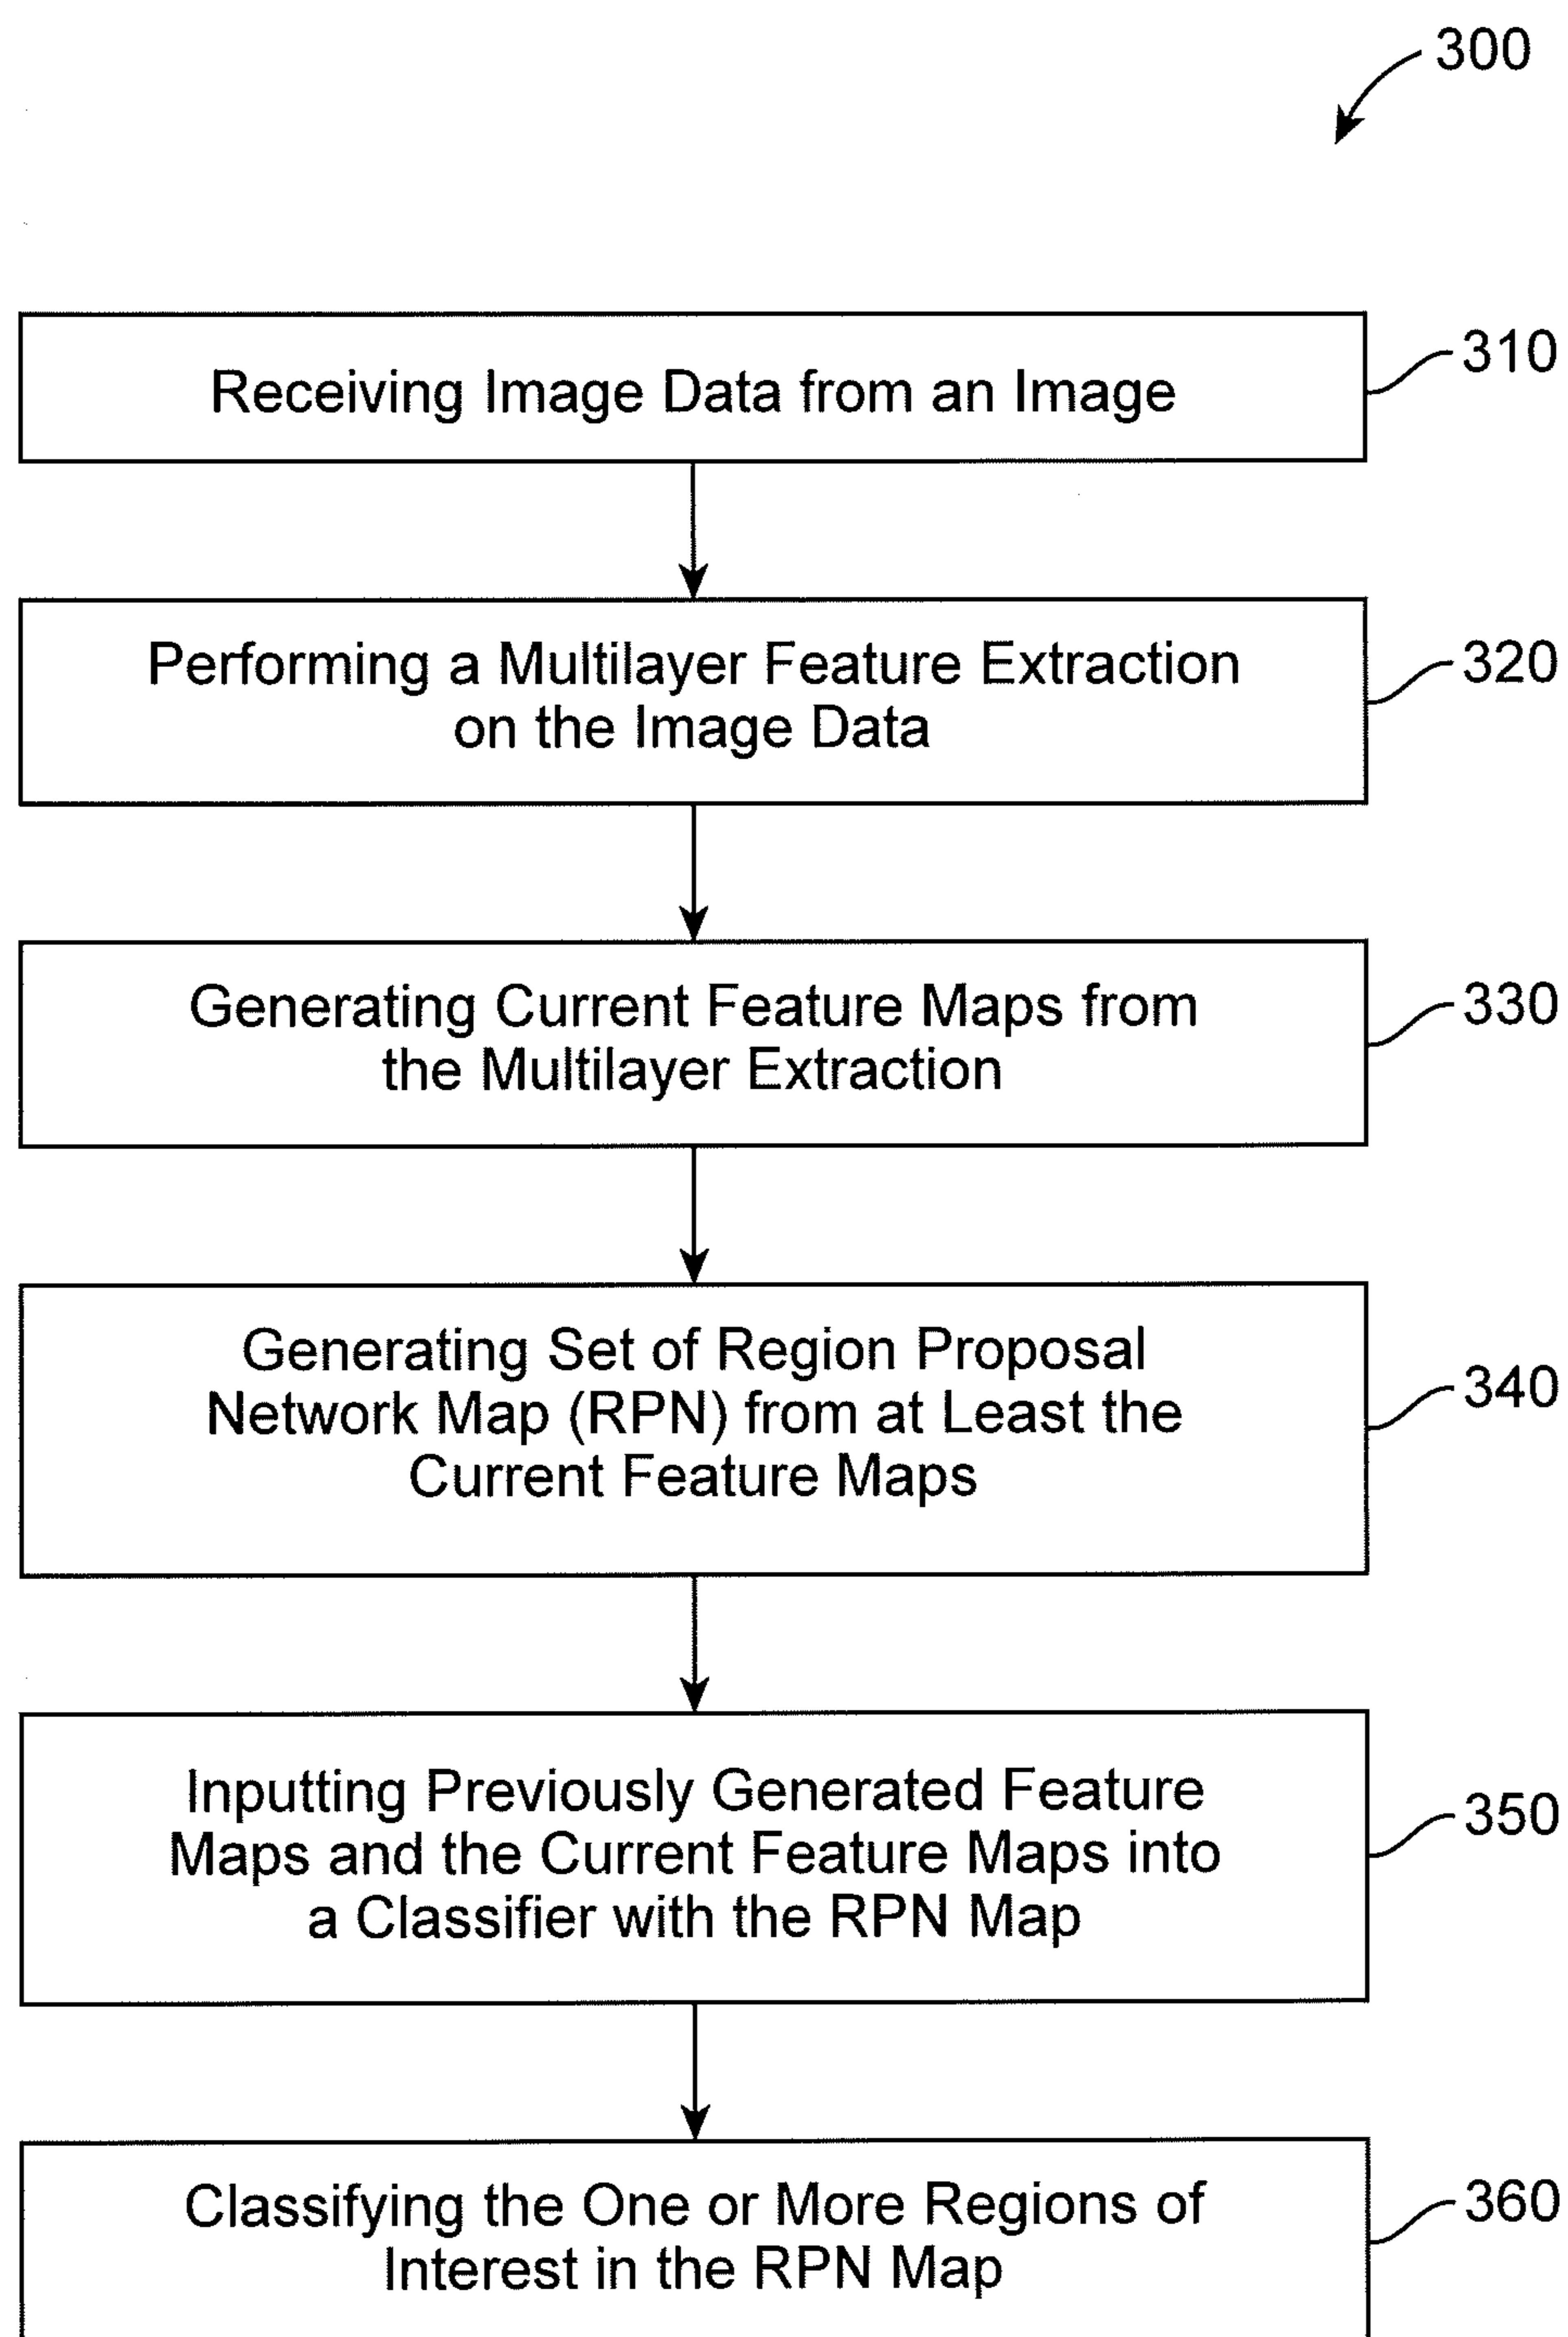 300
Receiving Image Data from an Image
310
Performing a Multilayer Feature Extraction
on the Image Data
320
Generating Current Feature Maps from
the Multilayer Extraction
330
Generating Set of Region Proposal
Network Map (RPN) from at Least the
Current Feature Maps
340
Inputting Previously Generated Feature
Maps and the Current Feature Maps into
a Classifier with the RPN Map
350
Classifying the One or More Regions of
Interest in the RPN Map
360